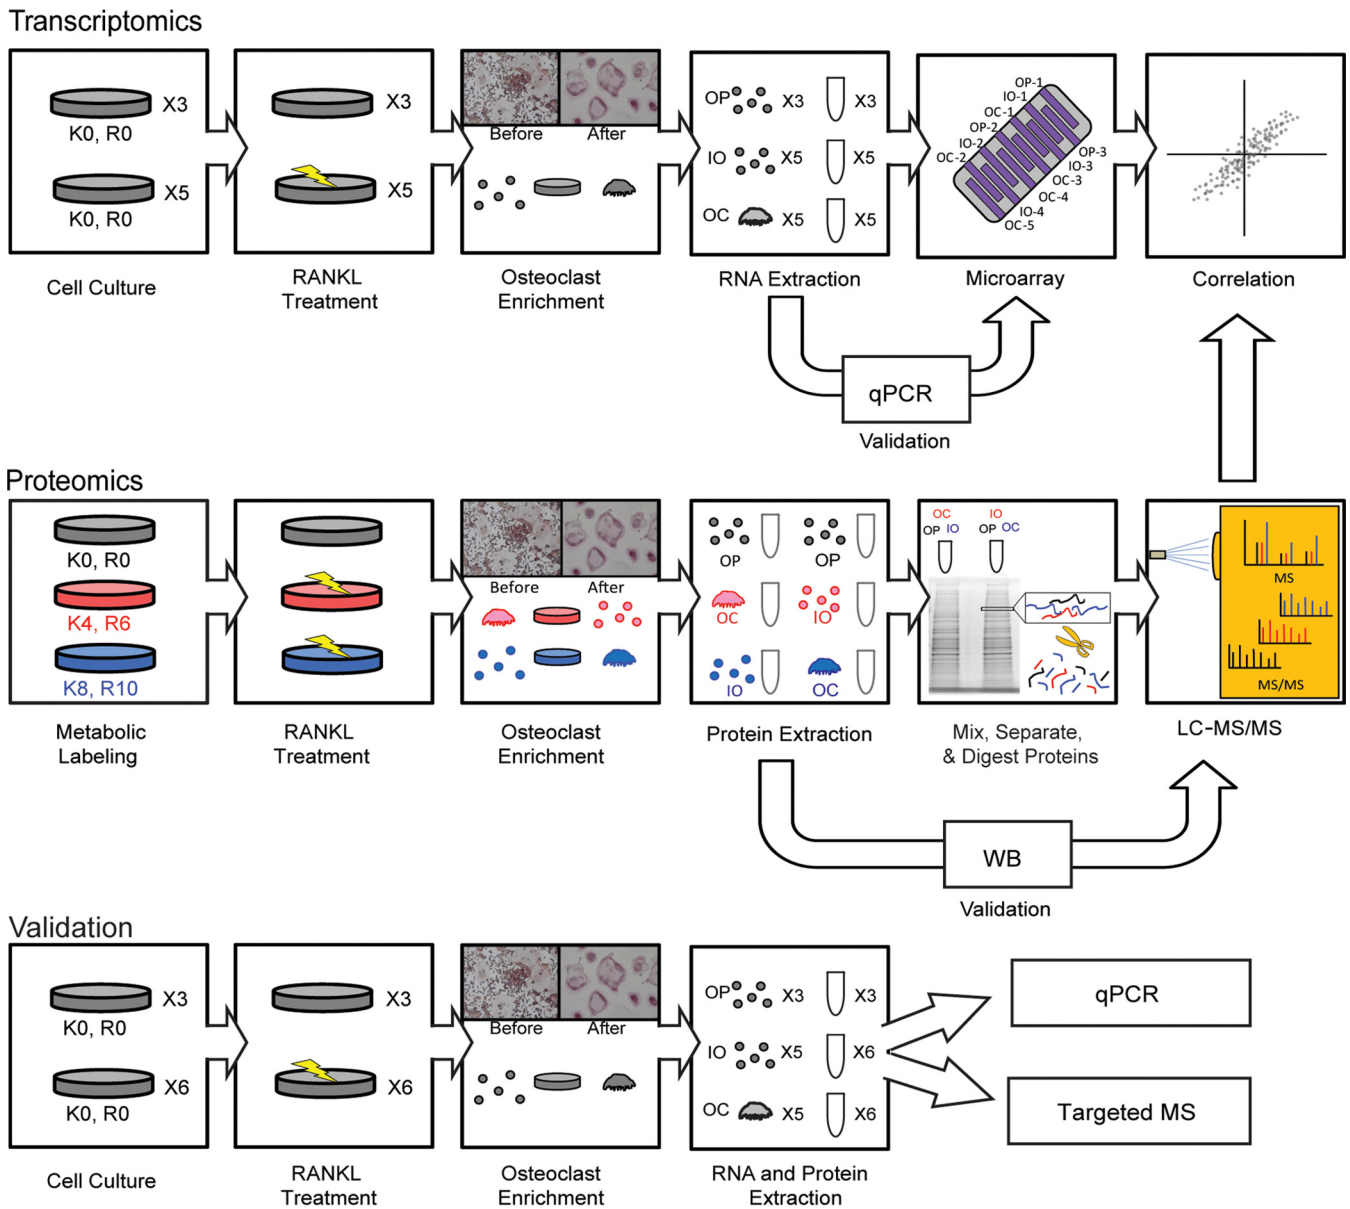 Transcriptomics
X3
K0, R0
X5
K0, R0
Cell Culture
X3
X5
RANKL
Treatment
Before
After
Osteoclast
Enrichment
OP
X3
X3
IO
X5
X5
OC
X5
X5
RNA Extraction
OP-1
IO-1
OC-1
OP-2
IO-2
OC-2
OP-3
IO-3
OC-3
OC-4
IO-4
OC-5
Microarray
Correlation
qPCR
Validation
Proteomics
K0, R0
K4, R6
K8, R10
Metabolic
Labeling
RANKL
Treatment
Before
After
Osteoclast
Enrichment
OP
OP
OC
IO
IO
OC
Protein Extraction
OC
OP IO
IO
OP OC
Mix, Separate,
& Digest Proteins
MS
MS/MS
LC-MS/MS
WB
Validation
Validation
X3
K0, R0
X6
K0, R0
Cell Culture
X3
X6
RANKL
Treatment
Before
After
Osteoclast
Enrichment
OP
X3
X3
IO
X5
X6
OC
X5
X6
RNA and Protein
Extraction
qPCR
Targeted MS